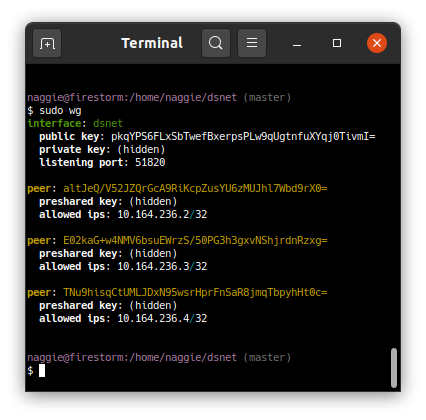 Terminal
naggie@firestorm:/home/naggie/dsnet (master)
$ sudo wg
interface: dsnet
public key: pkqYPS6FLxSbTwefBxerpsPLw9qUgtnfuXYqj0TivmI=
private key: (hidden)
listening port: 51820
peer: altJeQ/V52JZQrGcA9RiKcpZusYU6zMUJhl7Wbd9rX0=
preshared key: (hidden)
allowed ips: 10.164.236.2/32
peer: E02kaG+w4NMV6bsuEWrzS/50PG3h3gxvNShjrdnRzxg=
preshared key: (hidden)
allowed ips: 10.164.236.3/32
peer: TNu9hisqCtUMLJDxN95wsrHprFnSaR8jmqTbpyhHt0c=
preshared key: (hidden)
allowed ips: 10.164.236.4/32
naggie@firestorm:/home/naggie/dsnet (master)
$